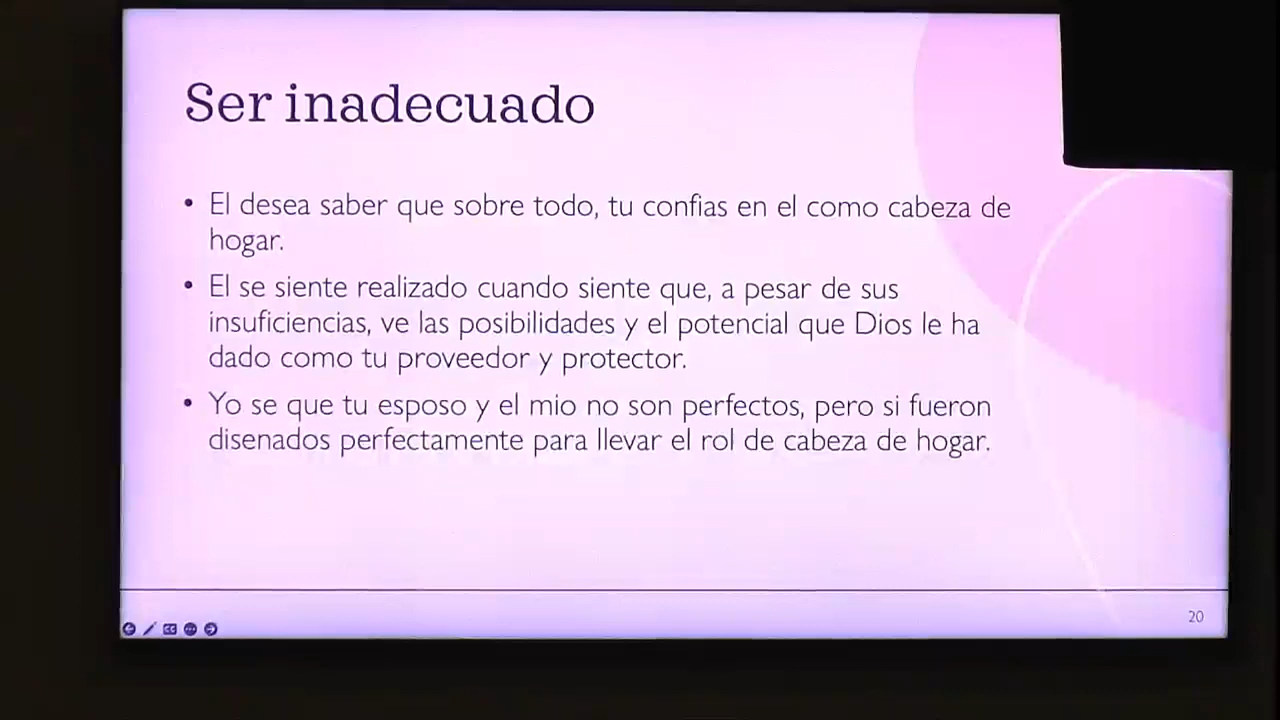 Ser inadecuado
• El desea saber que sobre todo, tu confias en el como cabeza de
hogar.
• El se siente realizado cuando siente que, a pesar de sus
insuficiencias, ve las posibilidades y el potencial que Dios le ha
dado como tu proveedor y protector.
• Yo se que tu esposo y el mio no son perfectos, pero si fueron
disenados perfectamente para llevar el rol de cabeza de hogar.
20